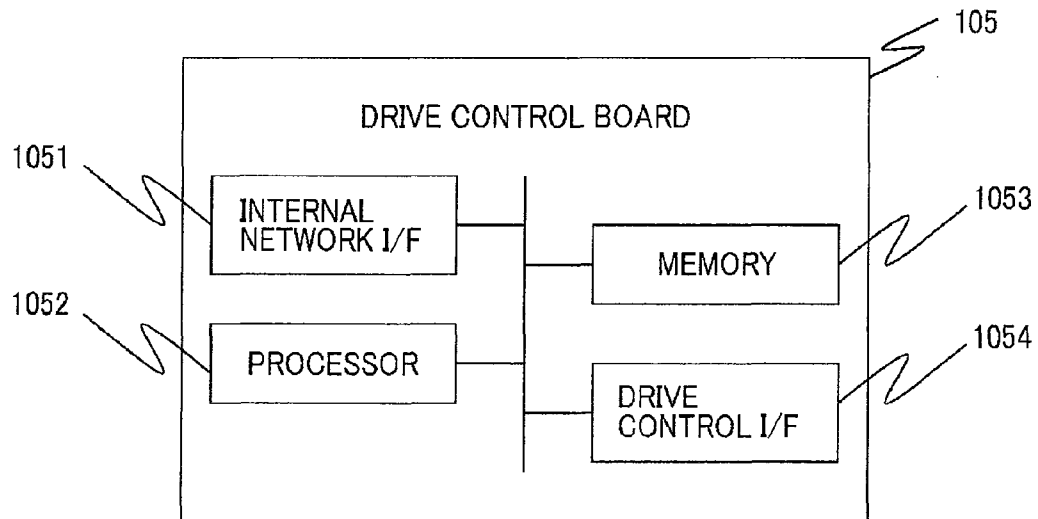 105
DRIVE CONTROL BOARD
1051
INTERNAL
NETWORK I/F
1053
MEMORY
1052
PROCESSOR
1054
DRIVE
CONTROL I/F